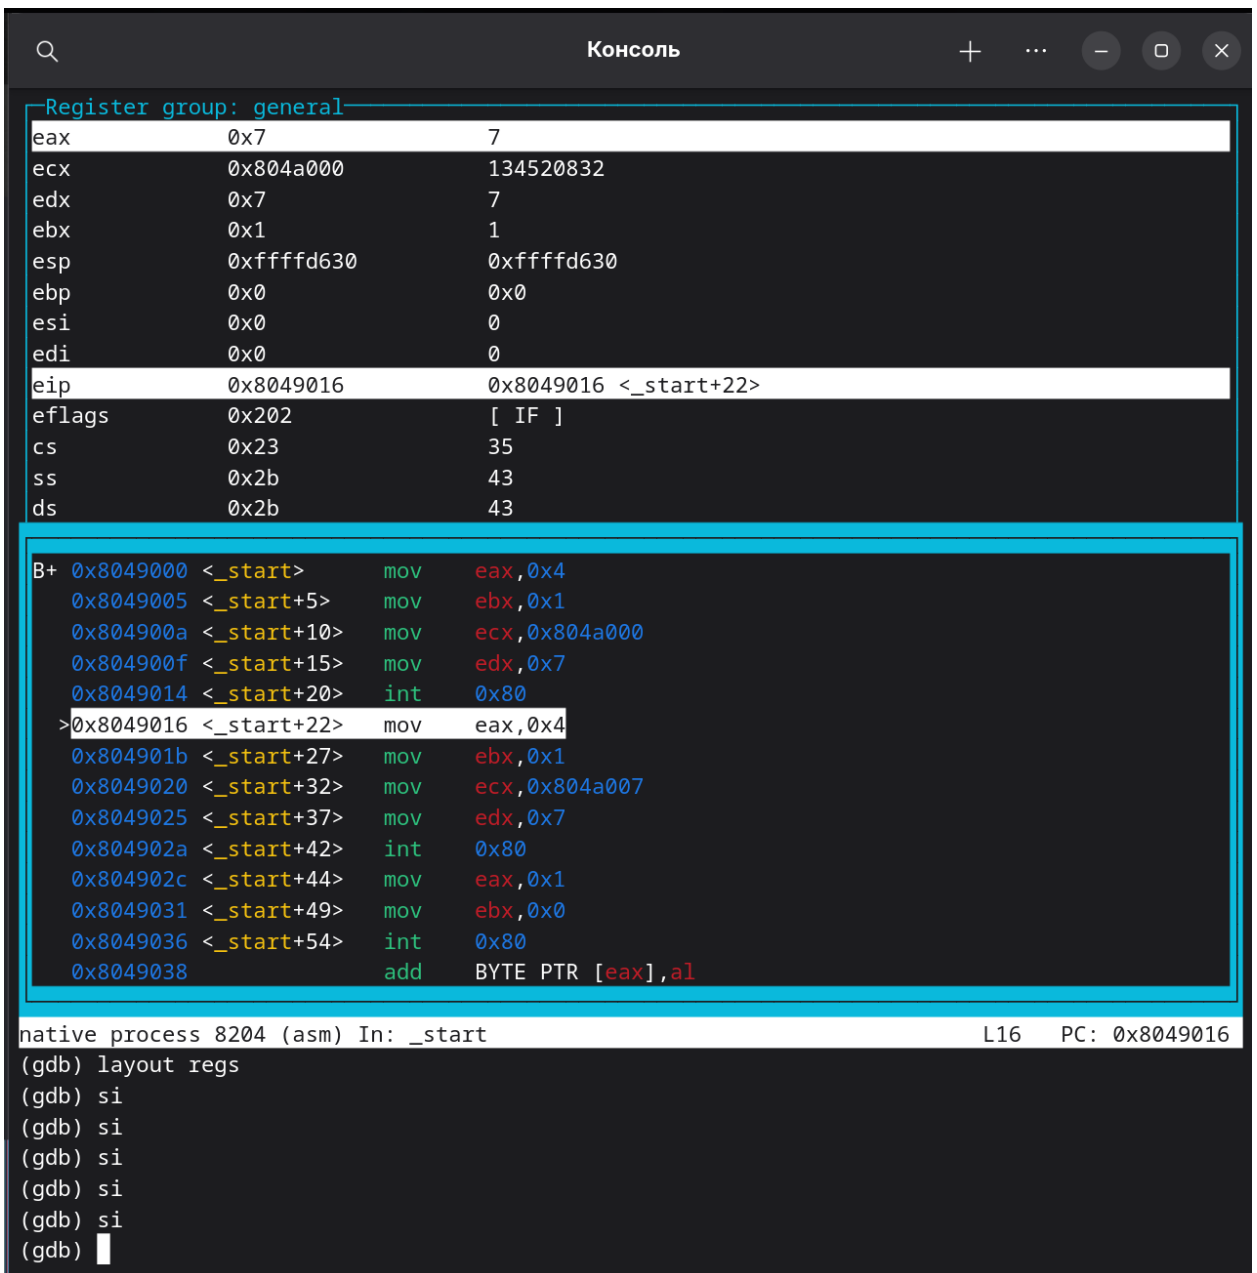 Консоль
Register group: general
eax 0x7 7
ecx 0x804a000 134520832
edx 0x7 7
ebx 0x1 1
esp 0xffffd630 0xffffd630
ebp 0x0 0x0
esi 0x0 0
edi 0x0 0
eip 0x8049016 0x8049016 <_start+22>
eflags 0x202 [ IF ]
cs 0x23 35
ss 0x2b 43
ds 0x2b 43
B+ 0x8049000 <_start> mov eax,0x4
0x8049005 <_start+5> mov ebx,0x1
0x804900a <_start+10> mov ecx,0x804a000
0x804900f <_start+15> mov edx,0x7
0x8049014 <_start+20> int 0x80
>0x8049016 <_start+22> mov eax,0x4
0x804901b <_start+27> mov ebx,0x1
0x8049020 <_start+32> mov ecx,0x804a007
0x8049025 <_start+37> mov edx,0x7
0x804902a <_start+42> int 0x80
0x804902c <_start+44> mov eax,0x1
0x8049031 <_start+49> mov ebx,0x0
0x8049036 <_start+54> int 0x80
0x8049038 add BYTE PTR [eax],al
native process 8204 (asm) In: _start L16 PC: 0x8049016
(gdb) layout regs
(gdb) si
(gdb) si
(gdb) si
(gdb) si
(gdb) si
(gdb)